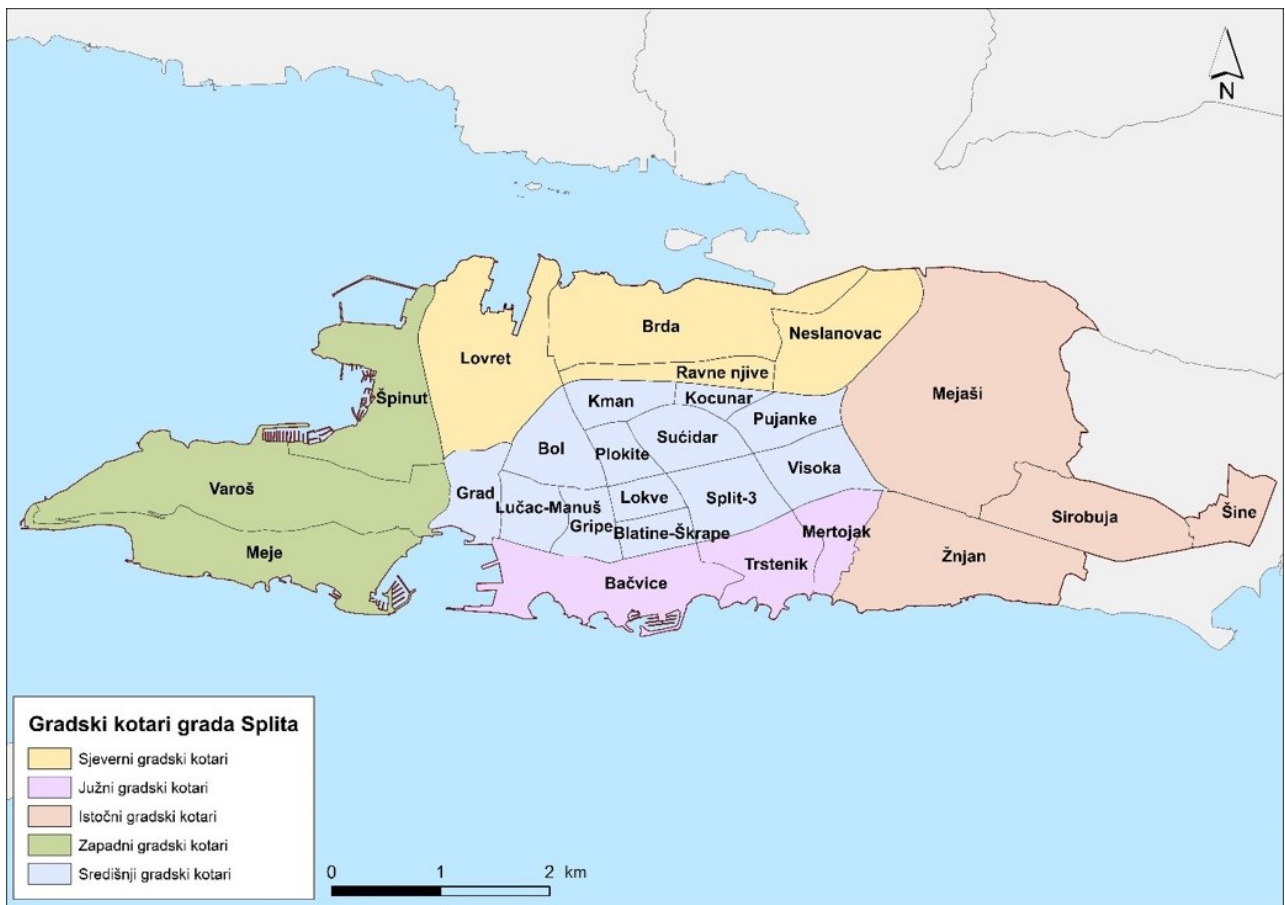 N
Brda
Neslanovac
Lovret
Ravne njive
Špinut
Kman
Kocunar
Mejaši
Pujanke
Sućidar
Bol
Plokite
Visoka
Varoš
Grad
Lučac-Manuš
Lokve
Split-3
Gripe
Blatine-Škrape
Mertojak
Sirobuja
Šine
Meje
Trstenik
Žnjan
Bačvice
Gradski kotari grada Splita
Sjeverni gradski kotari
Južni gradski kotari
Istočni gradski kotari
Zapadni gradski kotari
Središnji gradski kotari
0 1 2 km